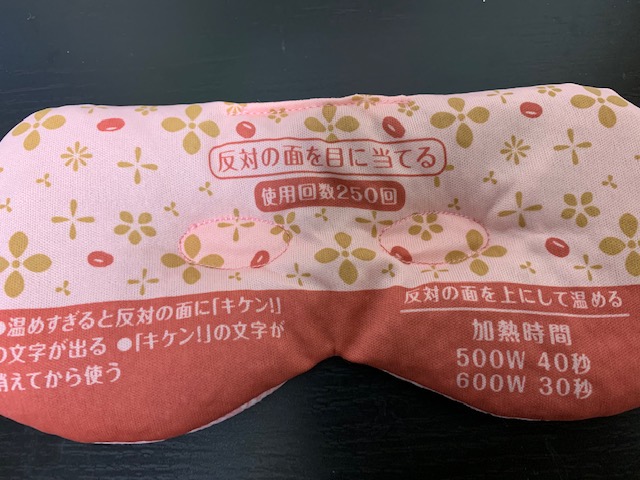 反対の面を目に当てる
使用回数250回
●温めすぎると反対の面に「キケン!」
の文字が出る ●「キケン!」の文字が
消えてから使う
反対の面を上にして温める
加熱時間
500W 40秒
600W 30秒